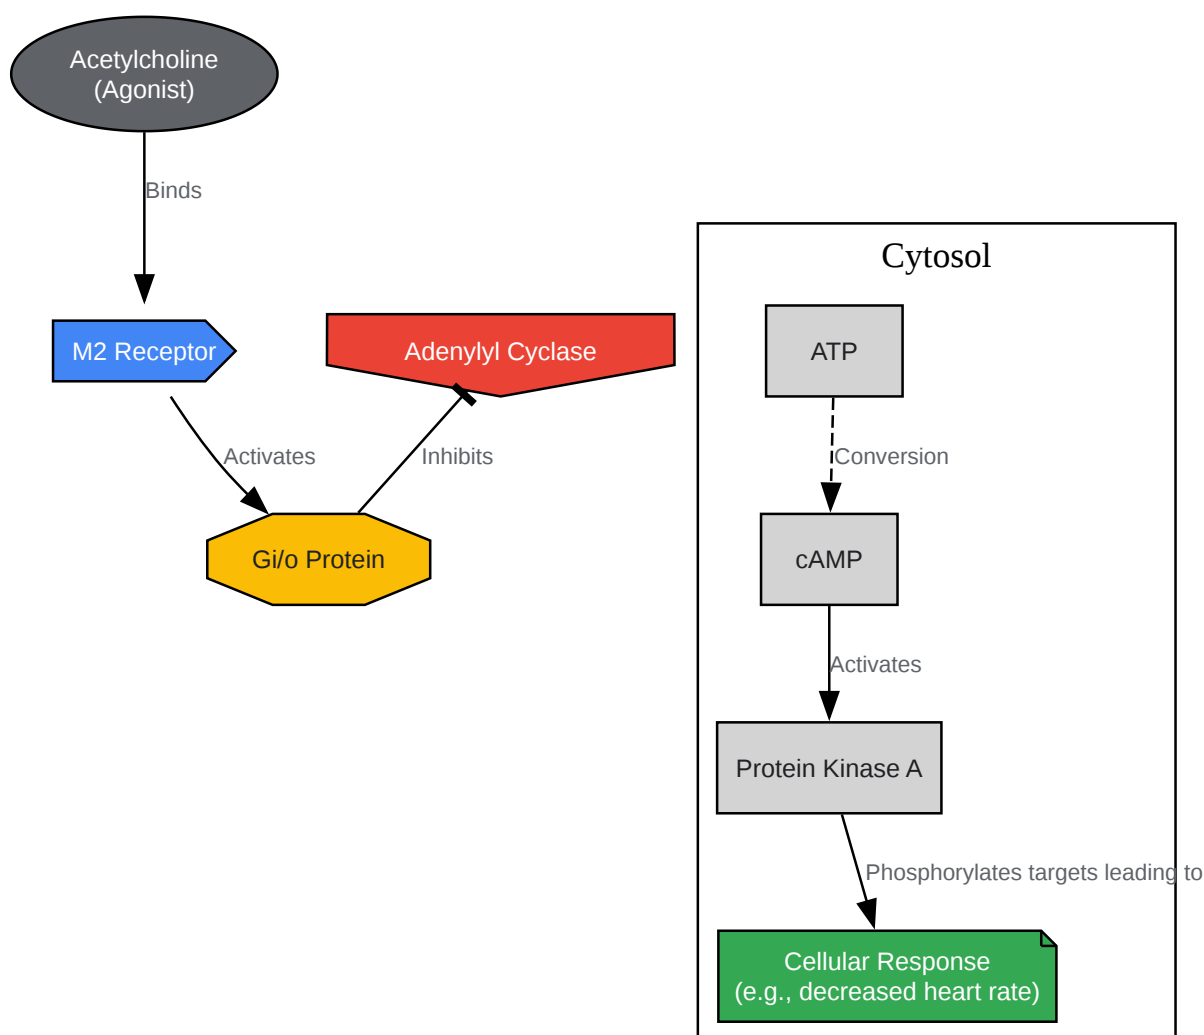 Acetylcholine
(Agonist)
Binds
Cytosol
M2 Receptor
Adenylyl Cyclase
ATP
Activates
Inhibits
Conversion
Gi/o Protein
cAMP
Activates
Protein Kinase A
Phosphorylates targets leading to
Cellular Response
(e.g., decreased heart rate)